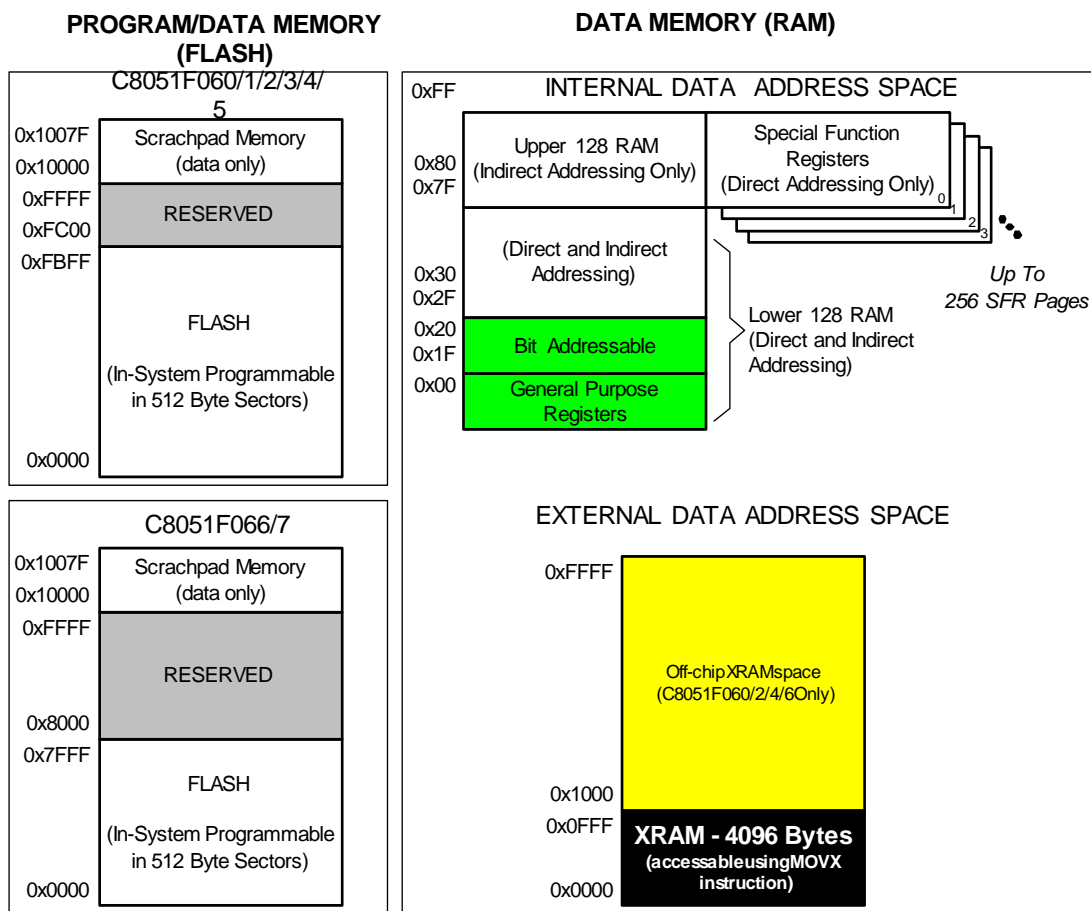 PROGRAM/DATA MEMORY
(FLASH)
DATA MEMORY (RAM)
C8051F060/1/2/3/4/
5
0x1007F
Scrachpad Memory
(data only)
0x10000
0xFFFF
RESERVED
0xFC00
0xFBFF
FLASH
(In-System Programmable
in 512 Byte Sectors)
0x0000
C8051F066/7
0x1007F
Scrachpad Memory
(data only)
0x10000
0xFFFF
RESERVED
0x8000
0x7FFF
FLASH
(In-System Programmable
in 512 Byte Sectors)
0x0000
INTERNAL DATA ADDRESS SPACE
0xFF
Upper 128 RAM
(Indirect Addressing Only)
0x80
0x7F
Special Function
Registers
(Direct Addressing Only)
0
1
2
3
Up To
256 SFR Pages
(Direct and Indirect
Addressing)
0x30
0x2F
Lower 128 RAM
(Direct and Indirect
Addressing)
0x20
Bit Addressable
0x1F
0x00
General Purpose
Registers
EXTERNAL DATA ADDRESS SPACE
0xFFFF
Off-chipXRAMspace
(C8051F060/2/4/6Only)
0x1000
0x0FFF
XRAM - 4096 Bytes
(accessableusingMOVX
instruction)
0x0000